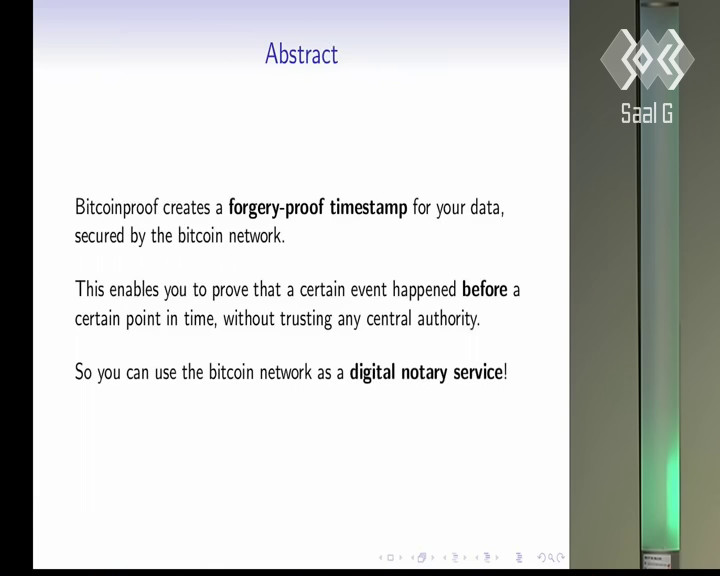 Abstract
Saal G
Bitcoinproof creates a forgery-proof timestamp for your data,
secured by the bitcoin network.
This enables you to prove that a certain event happened before a
certain point in time, without trusting any central authority.
So you can use the bitcoin network as a digital notary service!